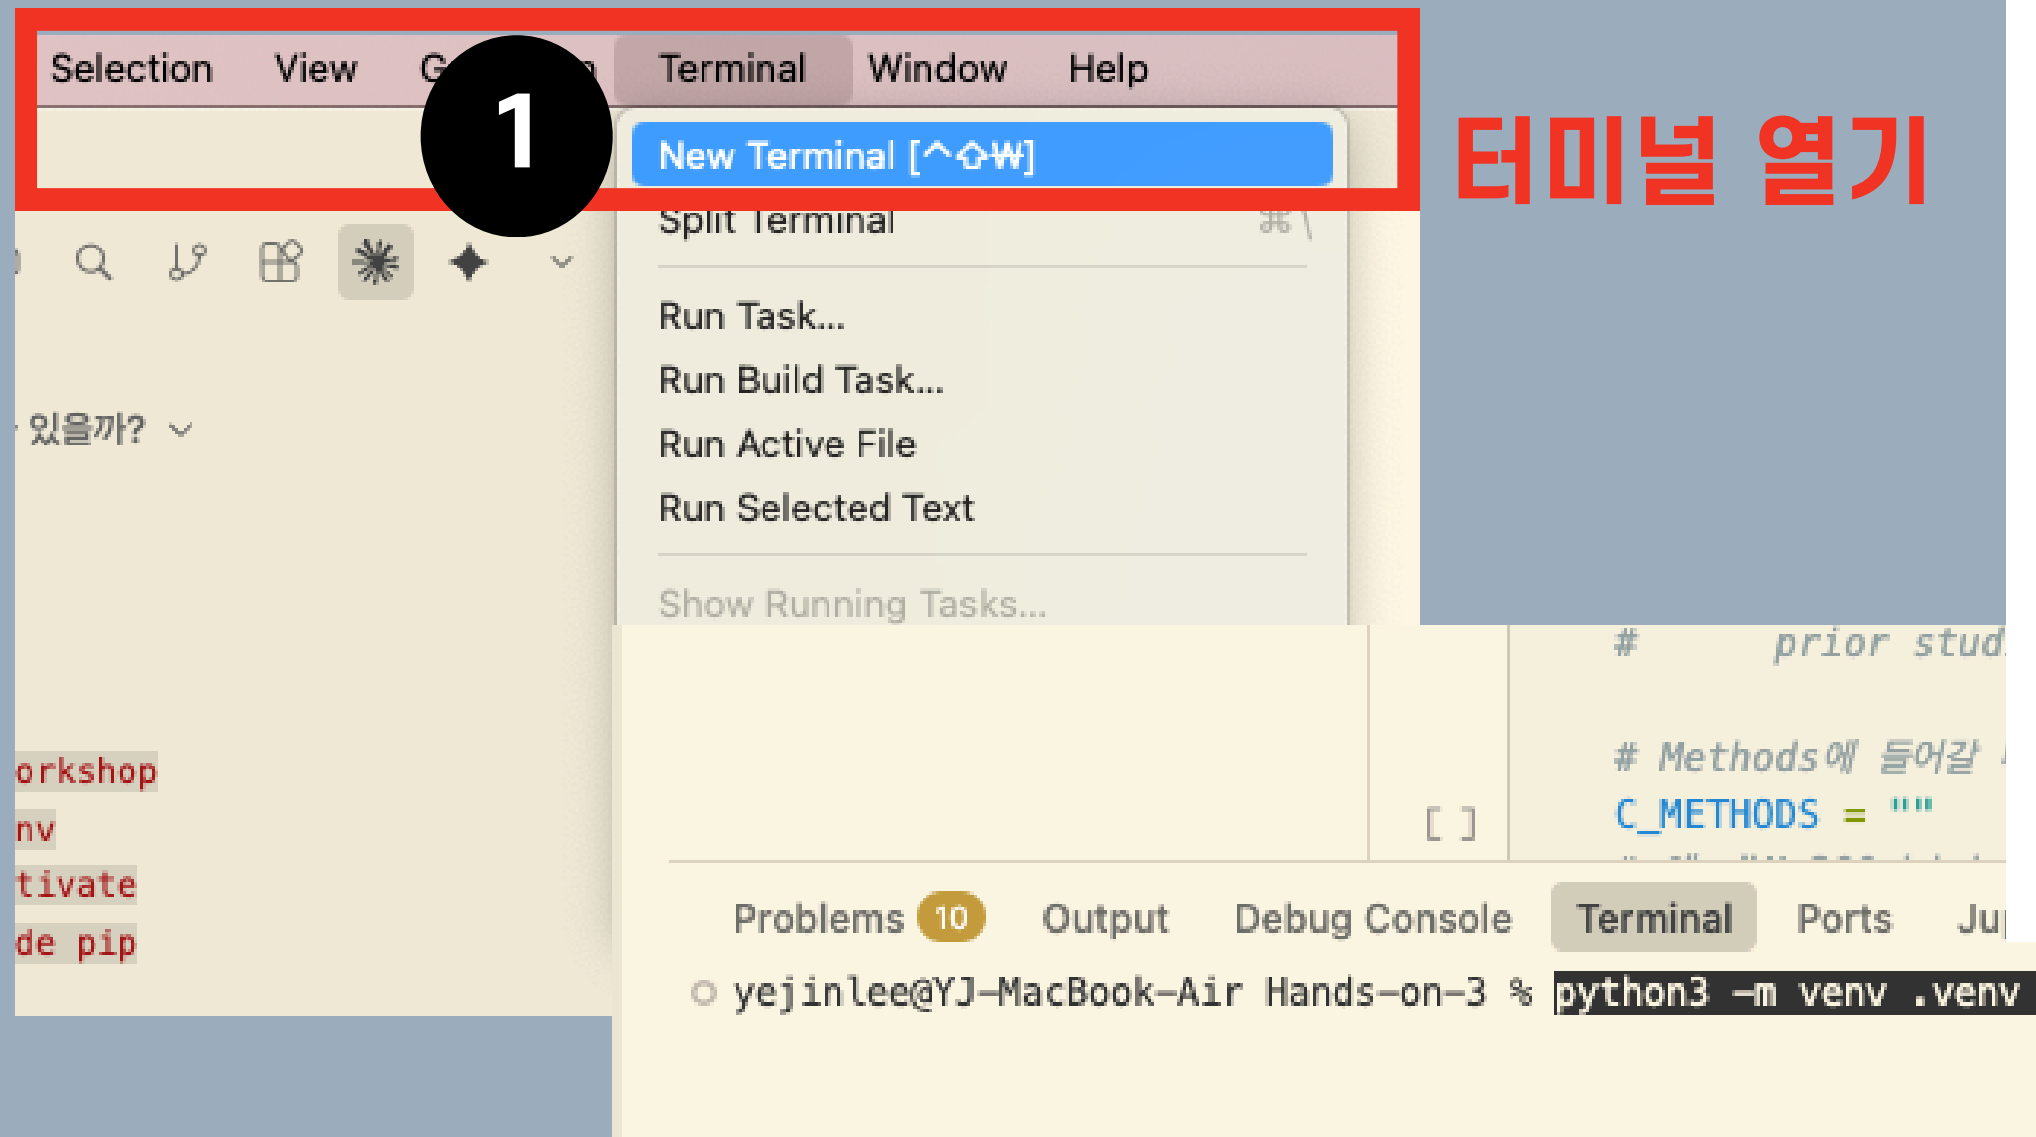 Selection View Terminal Window Help
1
New Terminal [^⇧₩]
터미널 열기
Split Terminal ⌘\
Run Task...
Run Build Task...
Run Active File
Run Selected Text
Show Running Tasks...
있을까?
orkshop
nv
tivate
de pip
# prior stud
# Methods에 들어갈
C_METHODS = ""
[ ]
Problems 10 Output Debug Console Terminal Ports Ju
yejinlee@YJ-MacBook-Air Hands-on-3 % python3 -m venv .venv